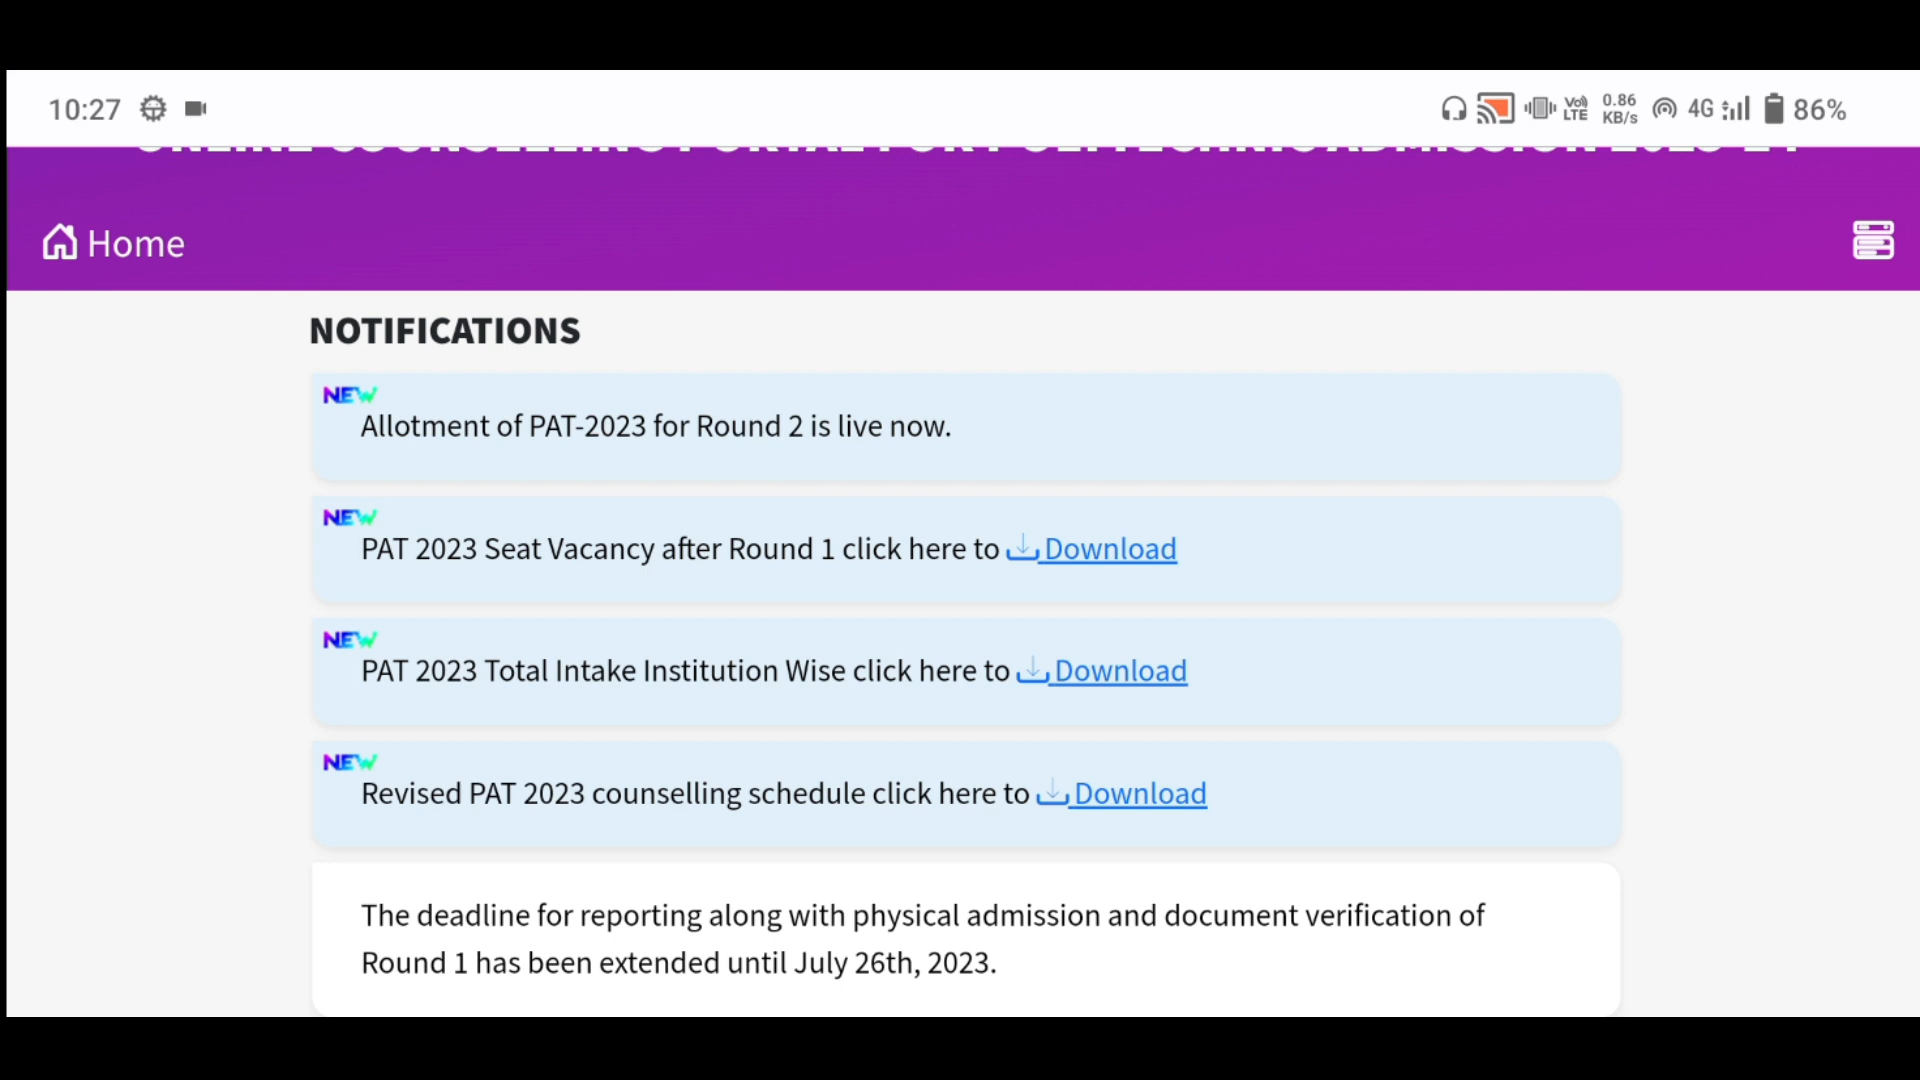 10:27
VoLTE 0.86 KB/s 4G 86%
Home
NOTIFICATIONS
NEW
Allotment of PAT-2023 for Round 2 is live now.
NEW
PAT 2023 Seat Vacancy after Round 1 click here to Download
NEW
PAT 2023 Total Intake Institution Wise click here to Download
NEW
Revised PAT 2023 counselling schedule click here to Download
The deadline for reporting along with physical admission and document verification of
Round 1 has been extended until July 26th, 2023.